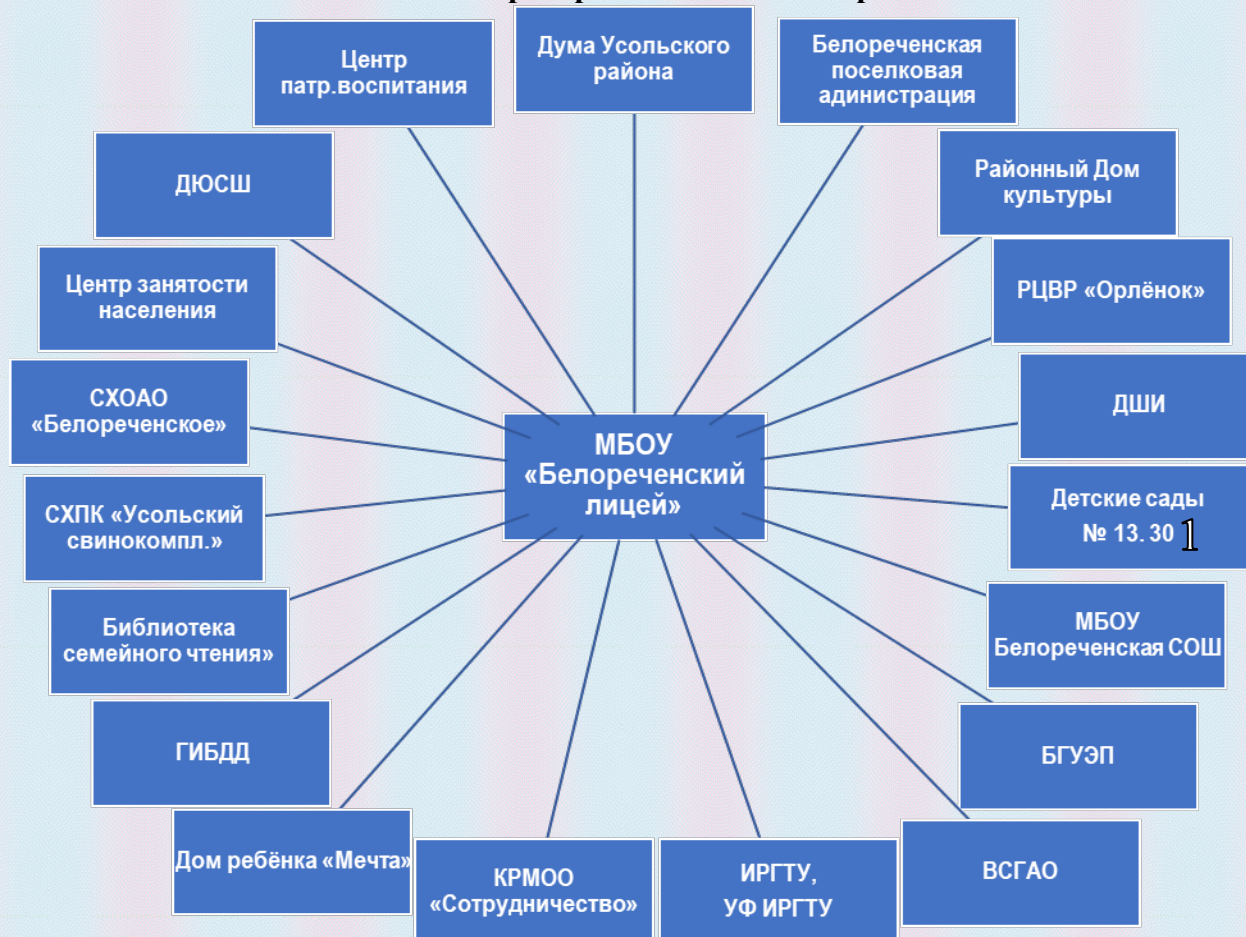 Дума Усольского
района
Белореченская
поселковая
адинистрация
Районный Дом
культуры
РЦВР «Орлёнок»
ДШИ
Детские сады
№ 13. 30 1
МБОУ
Белореченская СОШ
БГУЭП
ВСГАО
ИРГТУ,
УФ ИРГТУ
КРМОО
«Сотрудничество»
Дом ребёнка «Мечта»
ГИБДД
Библиотека
семейного чтения»
СХПК «Усольский
свинокомпл.»
СХОАО
«Белореченское»
Центр занятости
населения
ДЮСШ
Центр
патр.воспитания
МБОУ
«Белореченский
лицей»